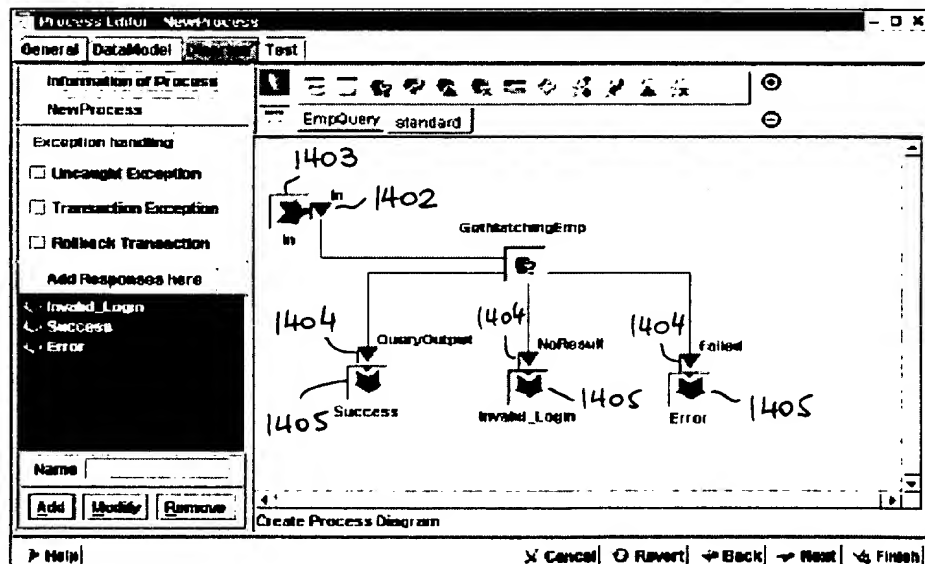 Process Editor - NewProcess
General DataModel Diagram Test
Information of Process
NewProcess
Exception handling
Uncaught Exception
Transaction Exception
Rollback Transaction
Add Responses here
Invalid_Login
Success
Error
Name
Add Modify Remove
EmpQuery standard
1403
In
1402
In
GetMatchingEmp
1404
QueryOutput
1404
NoResult
1404
Failed
1405
Success
Invalid_Login
1405
Error
1405
Create Process Diagram
Help Cancel Revert Back Next Finish